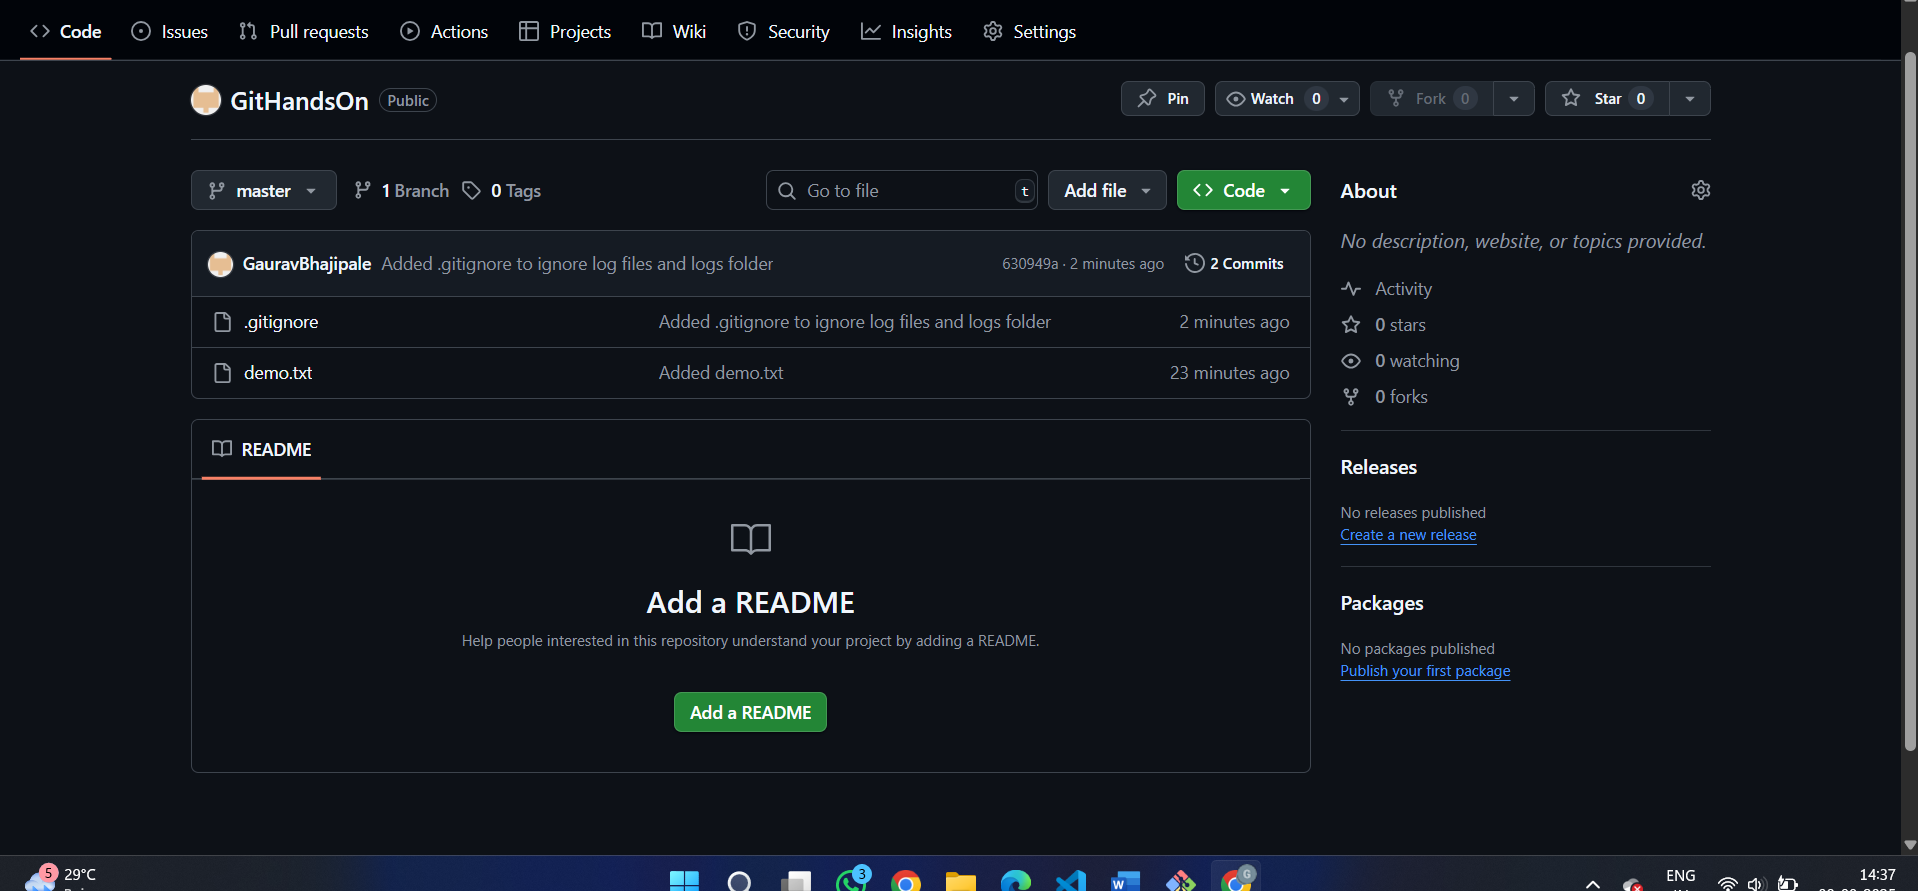 Code Issues Pull requests Actions Projects Wiki Security Insights Settings
GitHandsOn Public Pin Watch 0 Fork 0 Star 0
master 1 Branch 0 Tags Go to file t Add file Code
GauravBhajipale Added .gitignore to ignore log files and logs folder 630949a · 2 minutes ago 2 Commits
.gitignore Added .gitignore to ignore log files and logs folder 2 minutes ago
demo.txt Added demo.txt 23 minutes ago
README
Add a README
Help people interested in this repository understand your project by adding a README.
Add a README
About
No description, website, or topics provided.
Activity
0 stars
0 watching
0 forks
Releases
No releases published
Create a new release
Packages
No packages published
Publish your first package
5 29°C 3 W G ENG 14:37